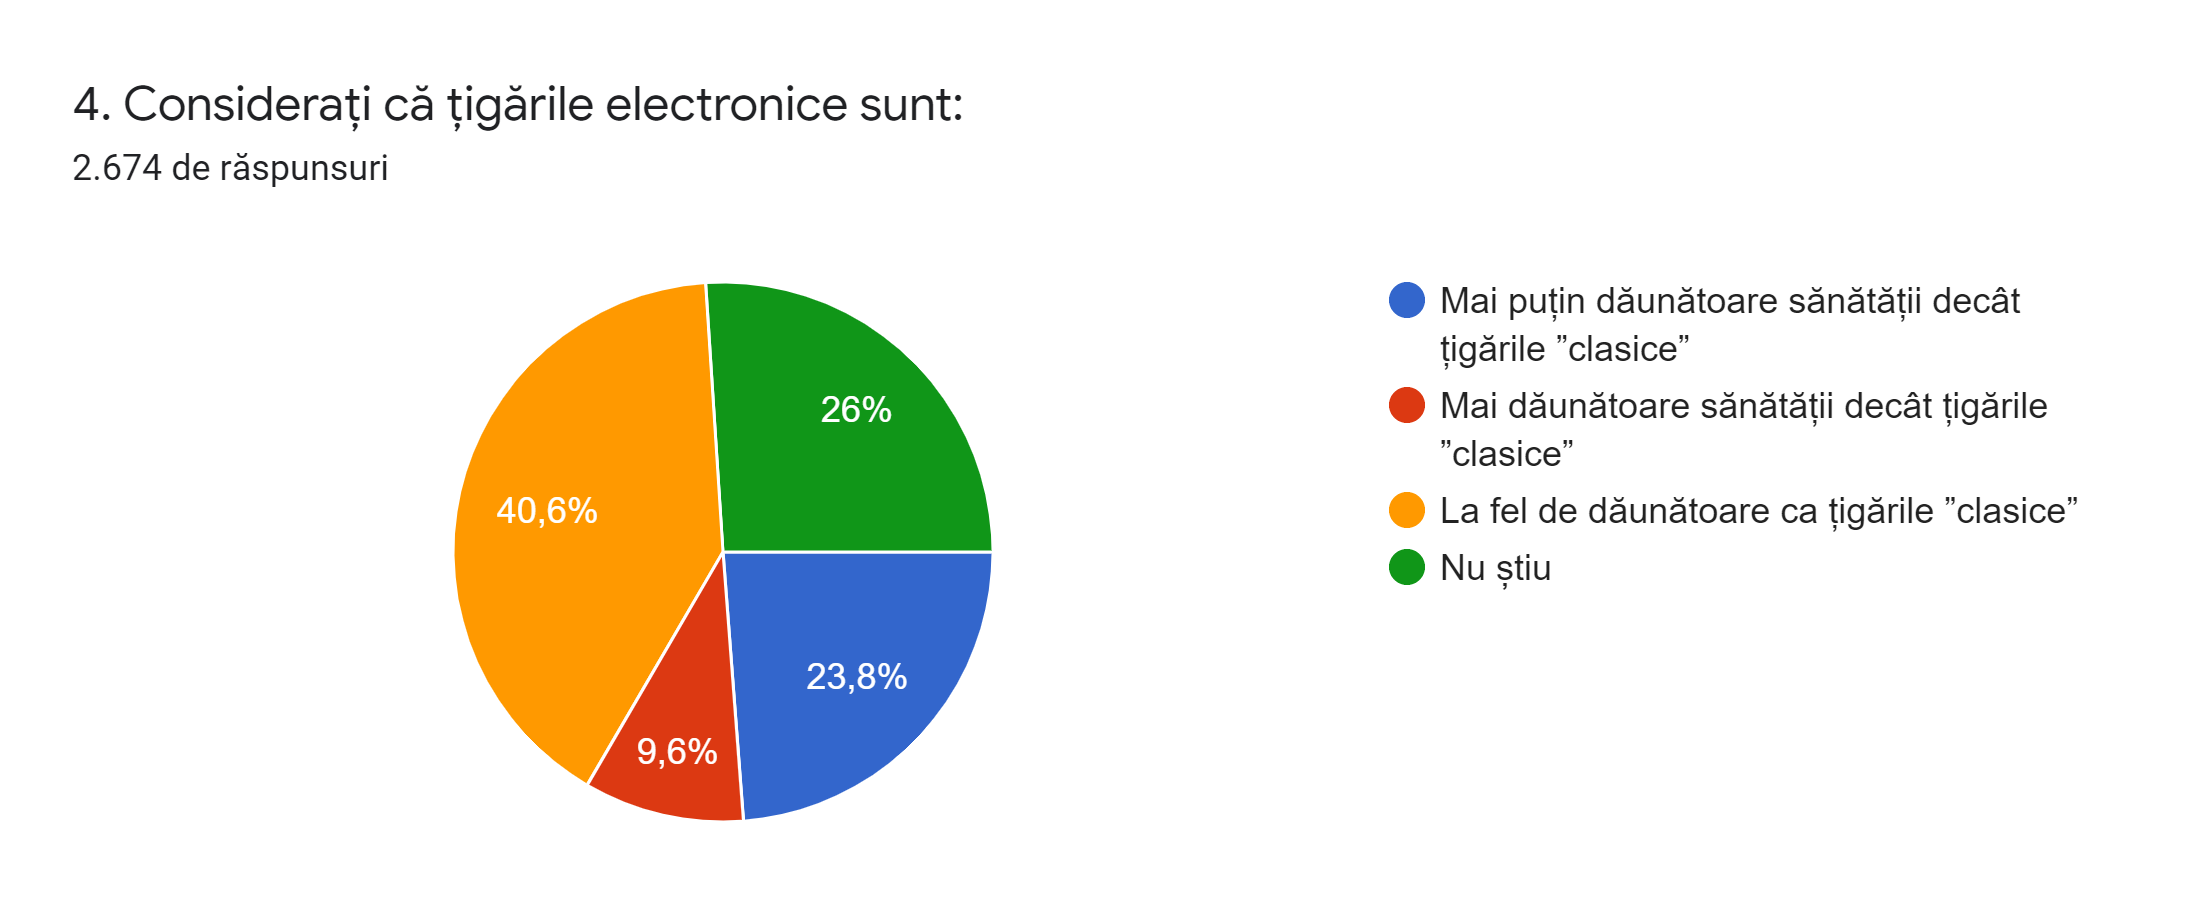 4. Considerați că țigările electronice sunt:
2.674 de răspunsuri
26%
40,6%
23,8%
9,6%
Mai puțin dăunătoare sănătății decât
țigările ”clasice”
Mai dăunătoare sănătății decât țigările
”clasice”
La fel de dăunătoare ca țigările ”clasice”
Nu știu